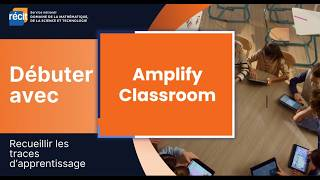 récit
Service national
DOMAINE DE LA MATHÉMATIQUE,
DE LA SCIENCE ET TECHNOLOGIE
Débuter
avec
Amplify
Classroom
Recueillir les
traces
d'apprentissage